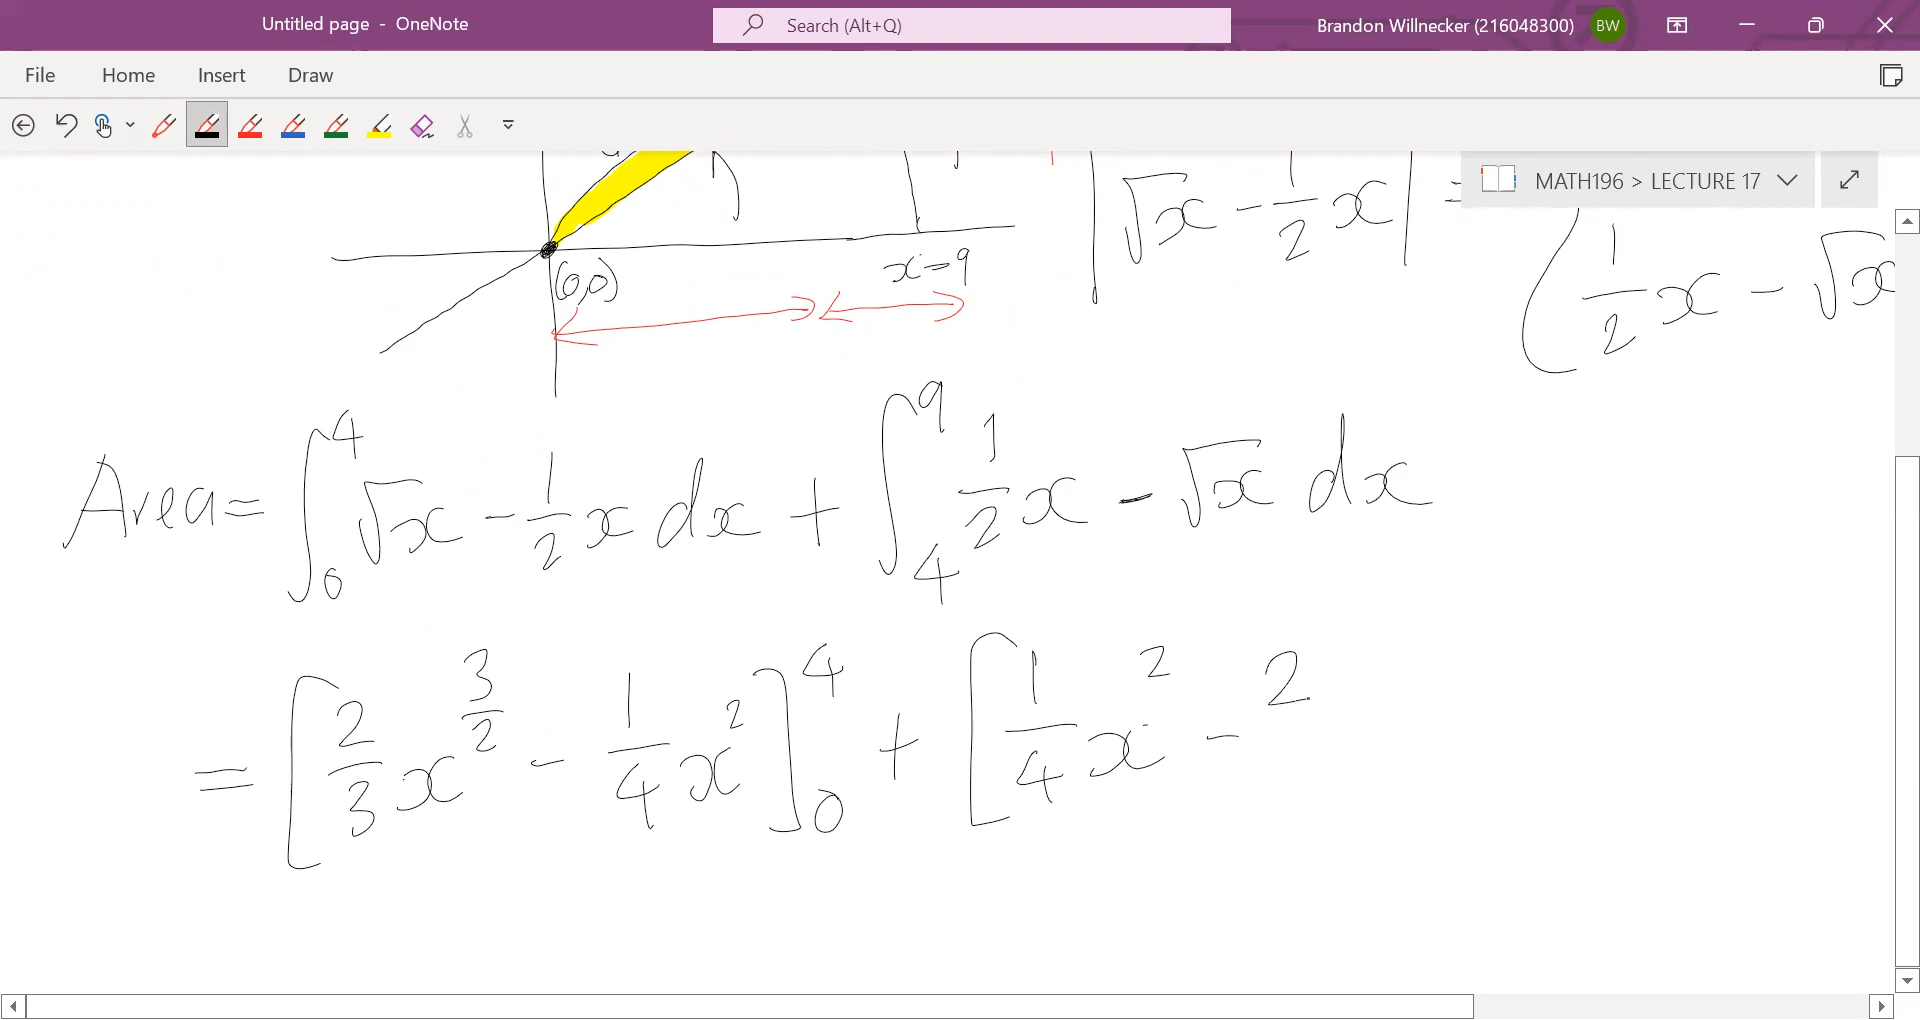 Untitled page - OneNote
Search (Alt+Q)
Brandon Willnecker (216048300)
BW
File Home Insert Draw
MATH196 > LECTURE 17
|√x - 1/2 x| =
1/2 x - √x
(0,0)
x=9
Area = ∫₀⁴ √x - 1/2 x dx + ∫₄⁹ 1/2 x - √x dx
= [2/3 x^(3/2) - 1/4 x²]₀⁴ + [1/4 x² - 2